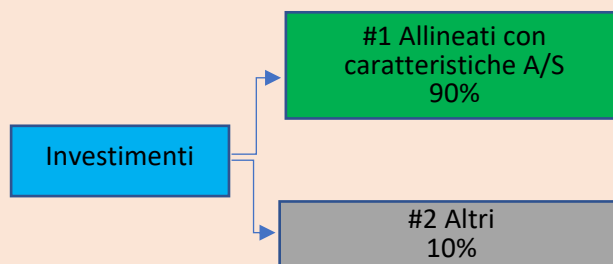 #1 Allineati con
caratteristiche A/S
90%
Investimenti
#2 Altri
10%